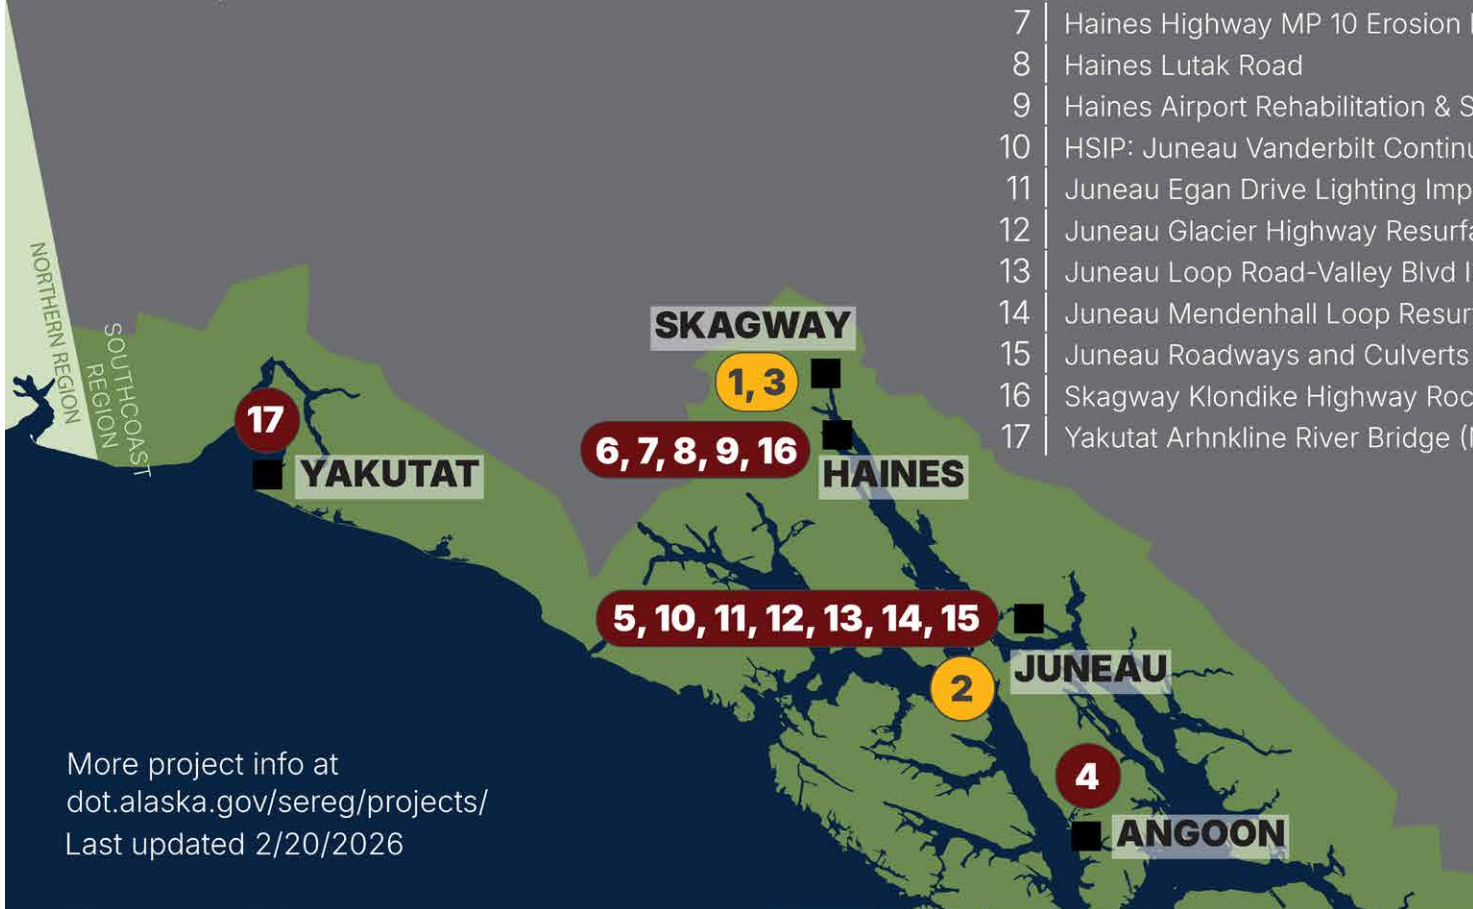 7 Haines Highway MP 10 Erosion
8 Haines Lutak Road
9 Haines Airport Rehabilitation &
10 HSIP: Juneau Vanderbilt
11 Juneau Egan Drive Lighting
12 Juneau Glacier Highway
13 Juneau Loop Road-Valley Blvd
14 Juneau Mendenhall Loop
15 Juneau Roadways and Culverts
16 Skagway Klondike Highway
17 Yakutat Arhnkline River Bridge
NORTHERN REGION
SOUTHCOAST
REGION
SKAGWAY
1, 3
17
YAKUTAT
6, 7, 8, 9, 16
HAINES
5, 10, 11, 12, 13, 14, 15
JUNEAU
2
4
ANGOON
More project info at
dot.alaska.gov/sereg/projects/
Last updated 2/20/2026